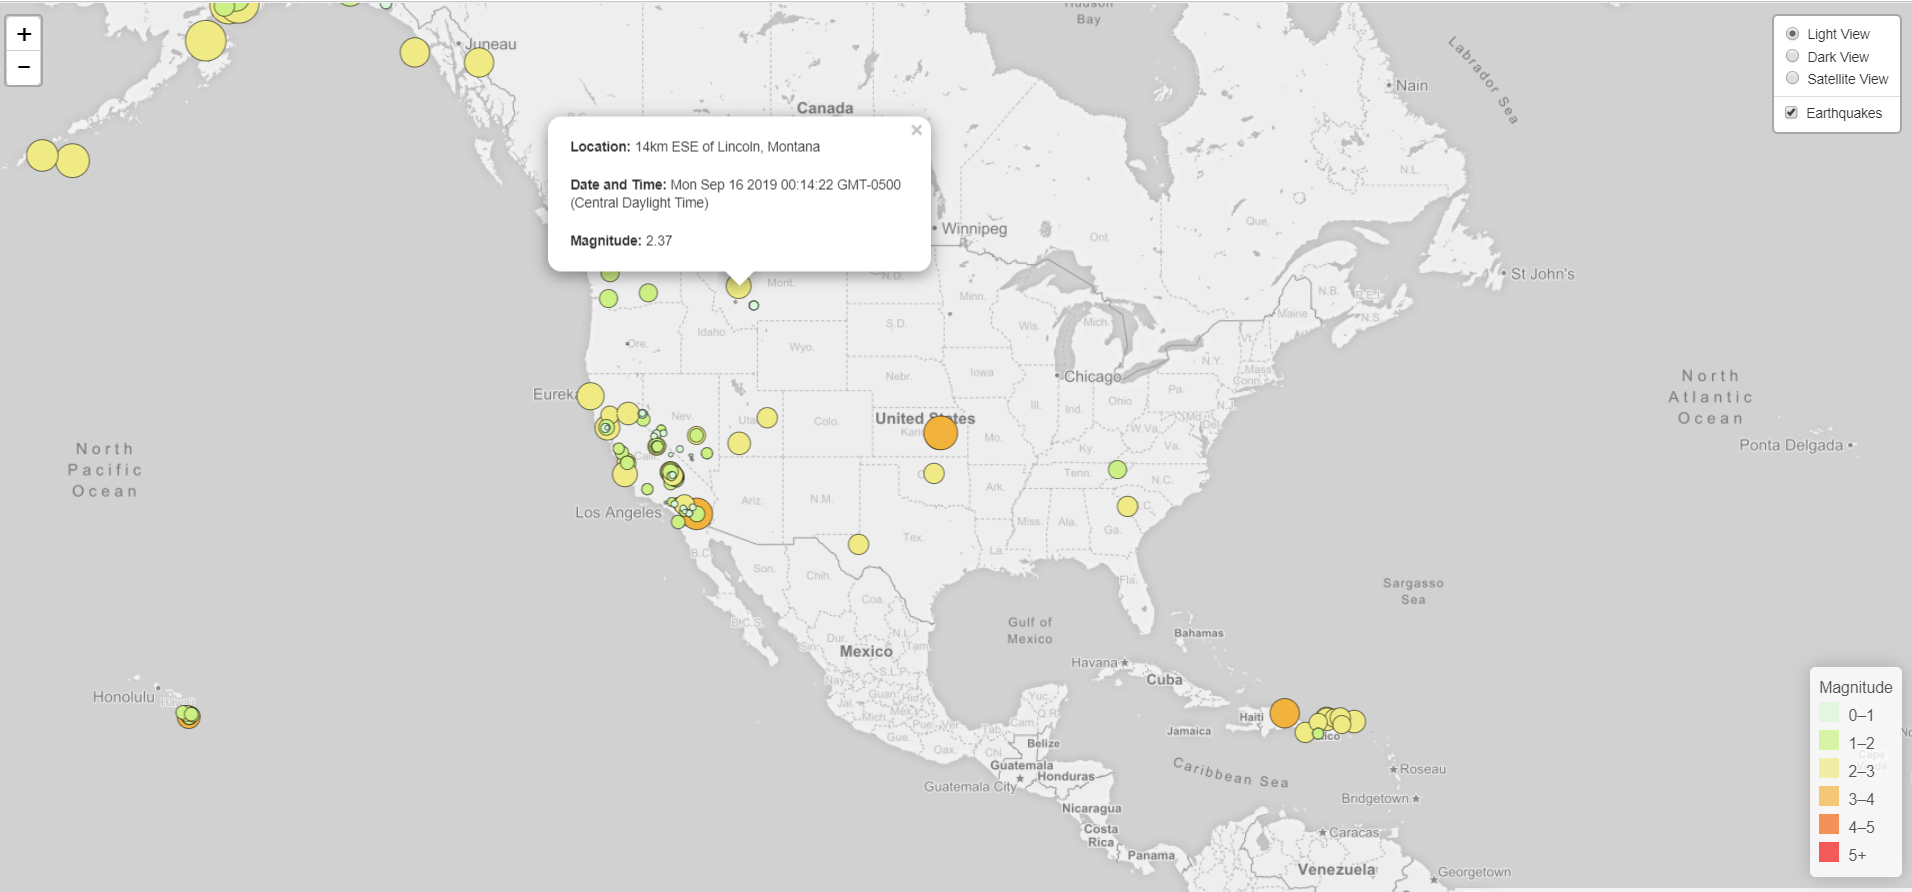 Hudson
Bay
+
−
Juneau
Light View
Dark View
Satellite View
Earthquakes
Labrador Sea
Nain
Canada
B.C.
×
Location: 14km ESE of Lincoln, Montana
Date and Time: Mon Sep 16 2019 00:14:22 GMT-0500
(Central Daylight Time)
Magnitude: 2.37
N.L.
Que.
Ont.
Winnipeg
St John's
Mont.
N.D.
Minn.
N.B.
P.E.I.
N.S.
Maine
Idaho
S.D.
Wis.
Mich.
Vt.
Ore.
Wyo.
N.Y.
Chicago
Iowa
Nebr.
Mass.
Conn.
Pa.
North
Atlantic
Ocean
Eureka
Nev.
Utah
Colo.
United States
Kans.
Ill.
Ind.
Ohio
N.J.
Md.
Del.
W.Va.
Va.
Mo.
Ky.
Ponta Delgada
North
Pacific
Ocean
Calif.
Tenn.
N.C.
Ariz.
N.M.
Ark.
S.C.
Los Angeles
Miss.
Ala.
Ga.
Tex.
La.
B.C.
Son.
Chih.
Fla.
Coa.
Sargasso
Sea
B.C.S.
Gulf of
Mexico
Bahamas
Dur.
N.L.
Sin.
Tam.
Mexico
Havana
Cuba
S.L.P.
Nay.
Guan.
Hid.
Honolulu
Hawaii
Yuc.
Q.R.
Jal.
Mich.
Mex.
Pue.
Ver.
Cam.
Tab.
Gue.
Oax.
Chi.
Haiti
Jamaica
Rico
Belize
Guatemala
Honduras
Guatemala City
Caribbean Sea
Roseau
Bridgetown
Nicaragua
Costa
Rica
Panama
Caracas
Venezuela
Georgetown
Cape
Verde
Magnitude
0–1
1–2
2–3
3–4
4–5
5+